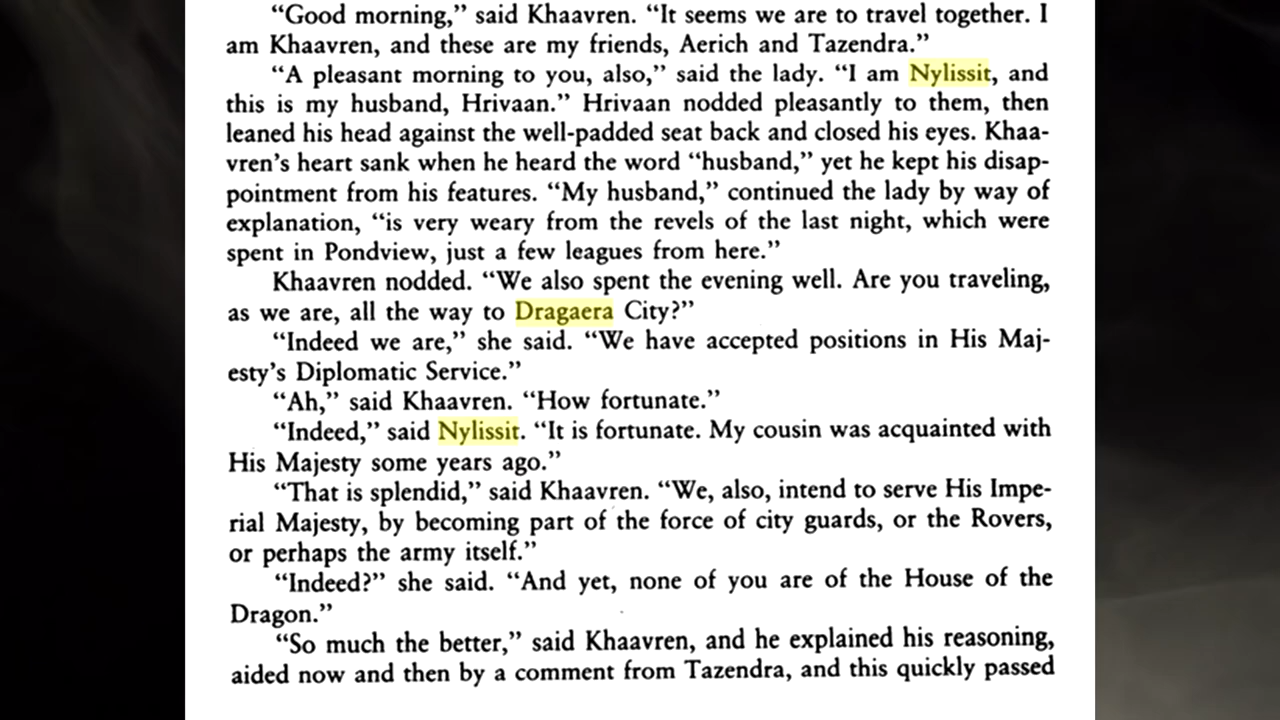 “Good morning,” said Khaavren. “It seems we are to travel together. I
am Khaavren, and these are my friends, Aerich and Tazendra.”
“A pleasant morning to you, also,” said the lady. “I am Nylissit, and
this is my husband, Hrivaan.” Hrivaan nodded pleasantly to them, then
leaned his head against the well-padded seat back and closed his eyes. Khaa-
vren’s heart sank when he heard the word “husband,” yet he kept his disap-
pointment from his features. “My husband,” continued the lady by way of
explanation, “is very weary from the revels of the last night, which were
spent in Pondview, just a few leagues from here.”
Khaavren nodded. “We also spent the evening well. Are you traveling,
as we are, all the way to Dragaera City?”
“Indeed we are,” she said. “We have accepted positions in His Maj-
esty’s Diplomatic Service.”
“Ah,” said Khaavren. “How fortunate.”
“Indeed,” said Nylissit. “It is fortunate. My cousin was acquainted with
His Majesty some years ago.”
“That is splendid,” said Khaavren. “We, also, intend to serve His Impe-
rial Majesty, by becoming part of the force of city guards, or the Rovers,
or perhaps the army itself.”
“Indeed?” she said. “And yet, none of you are of the House of the
Dragon.”
“So much the better,” said Khaavren, and he explained his reasoning,
aided now and then by a comment from Tazendra, and this quickly passed